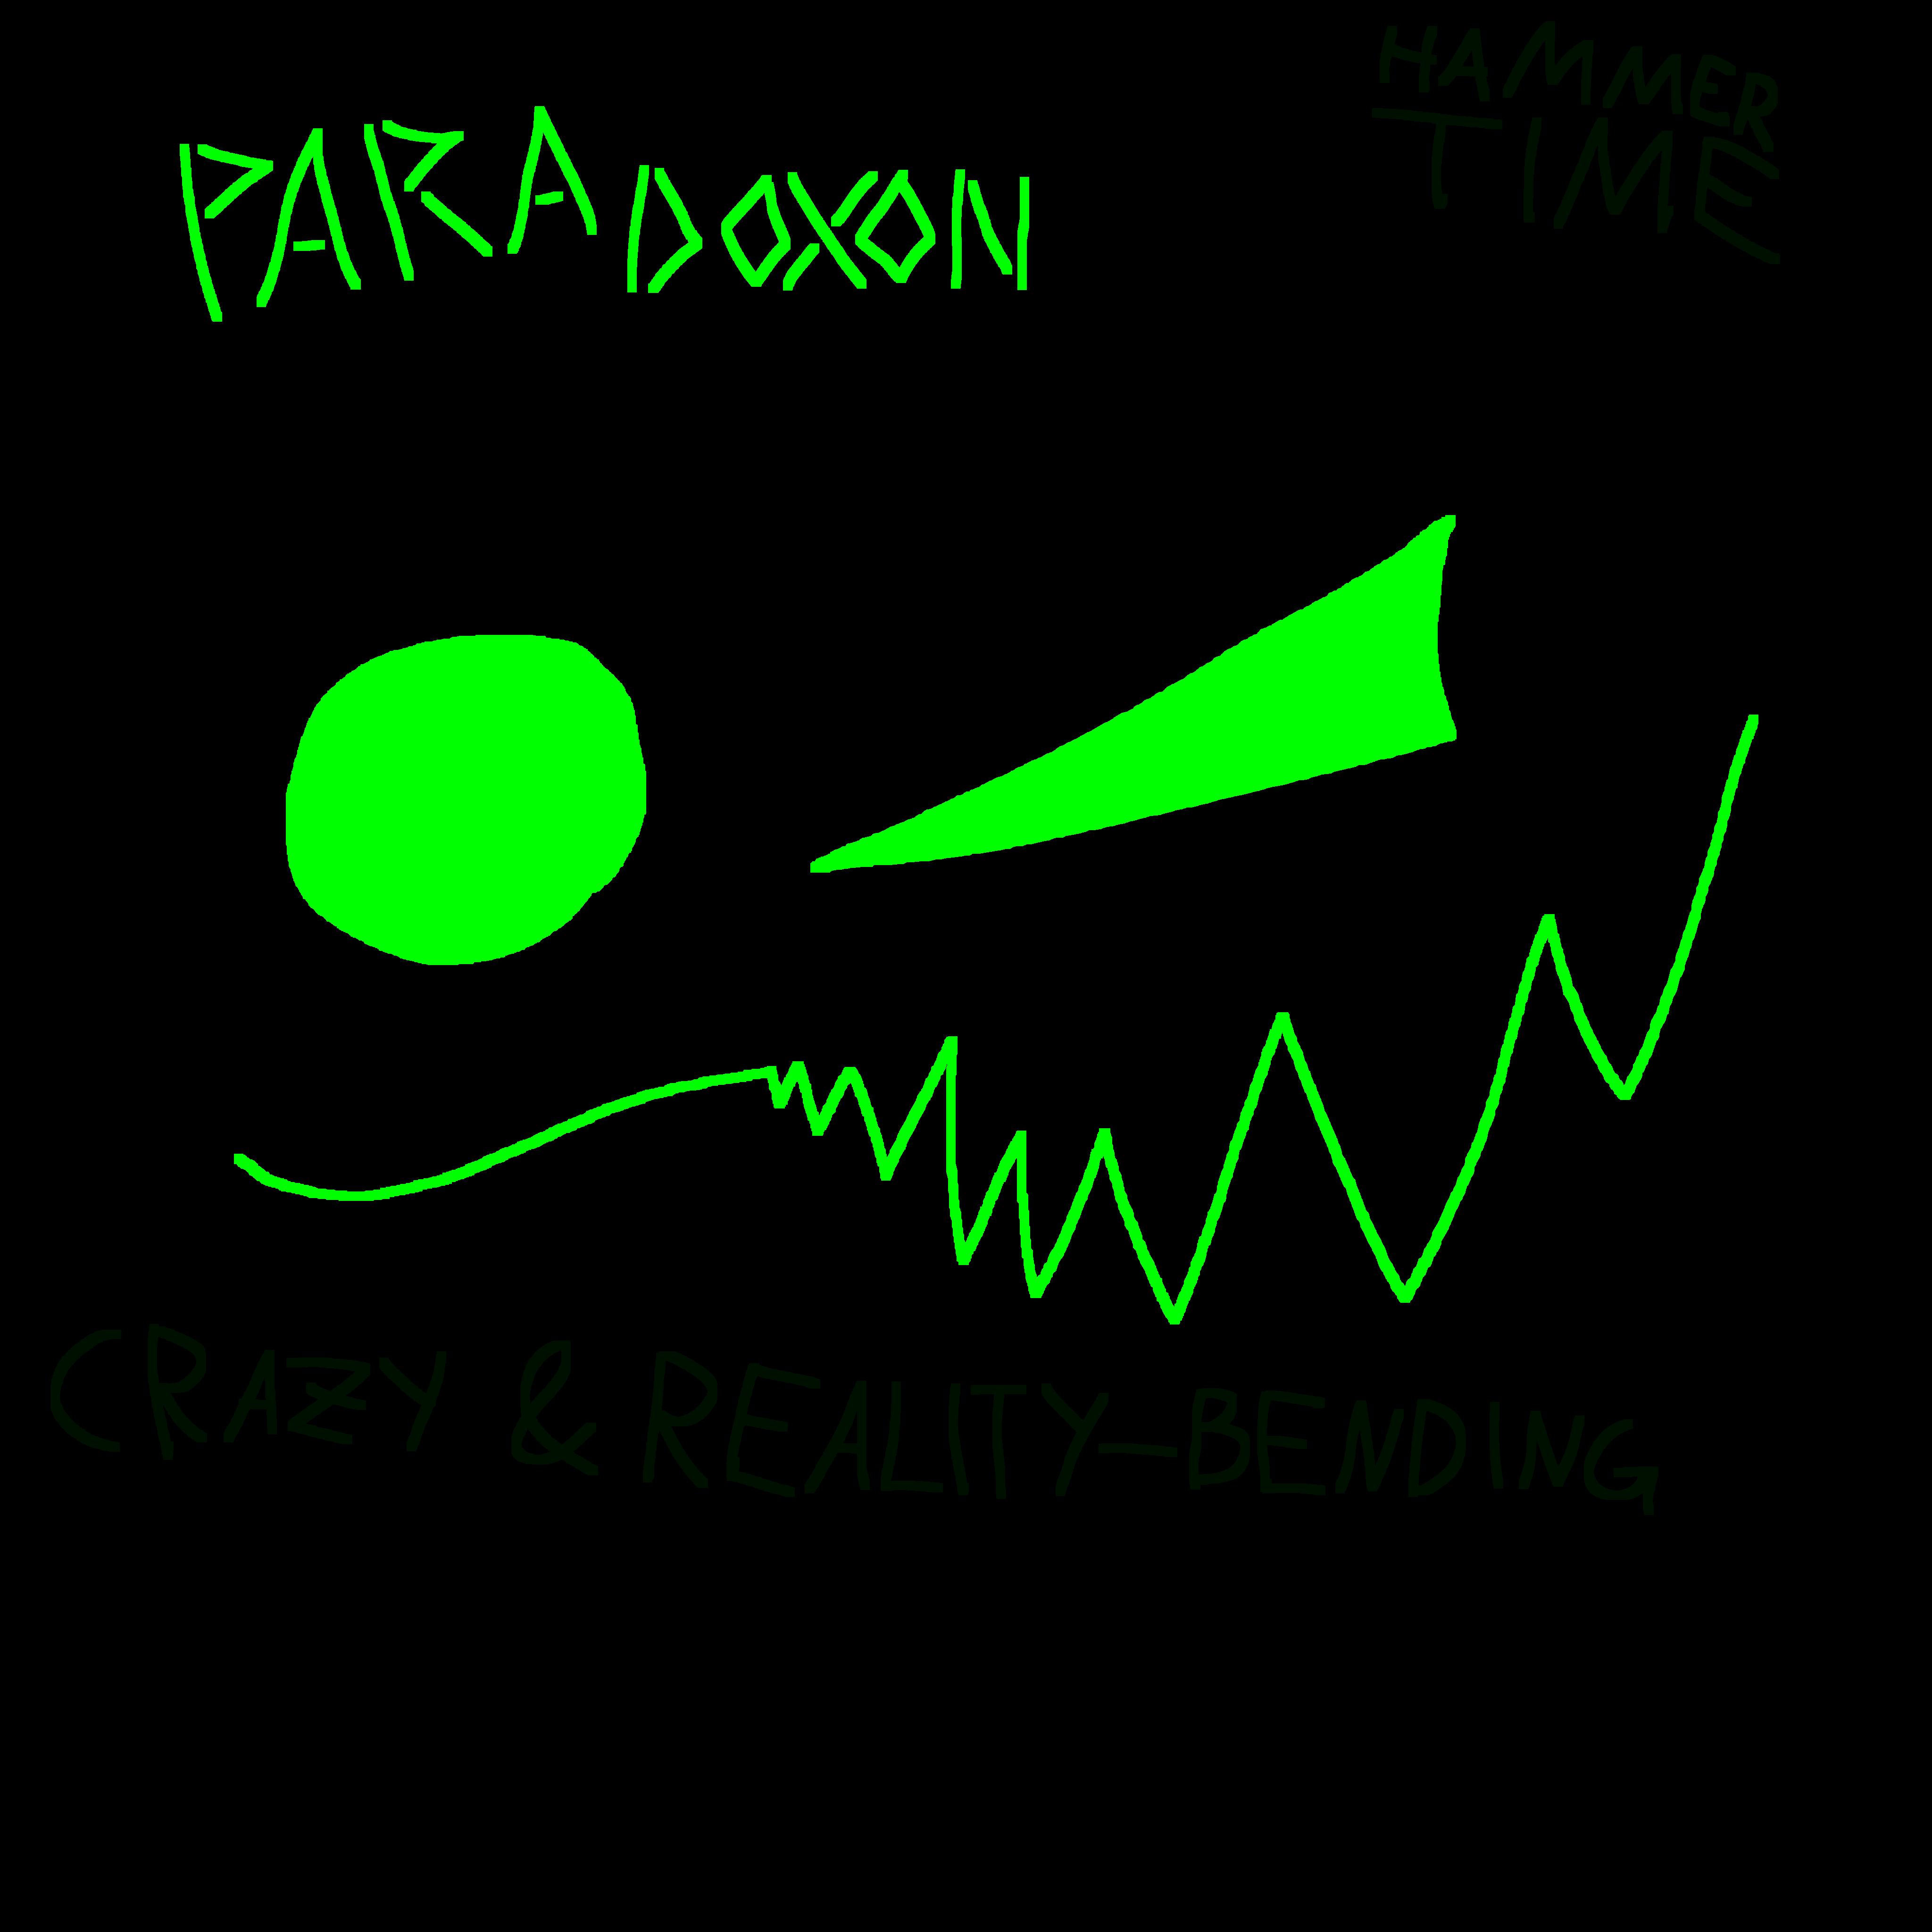 PARADOXON
HAMMER
TIME
CRAZY & REALITY-BENDING